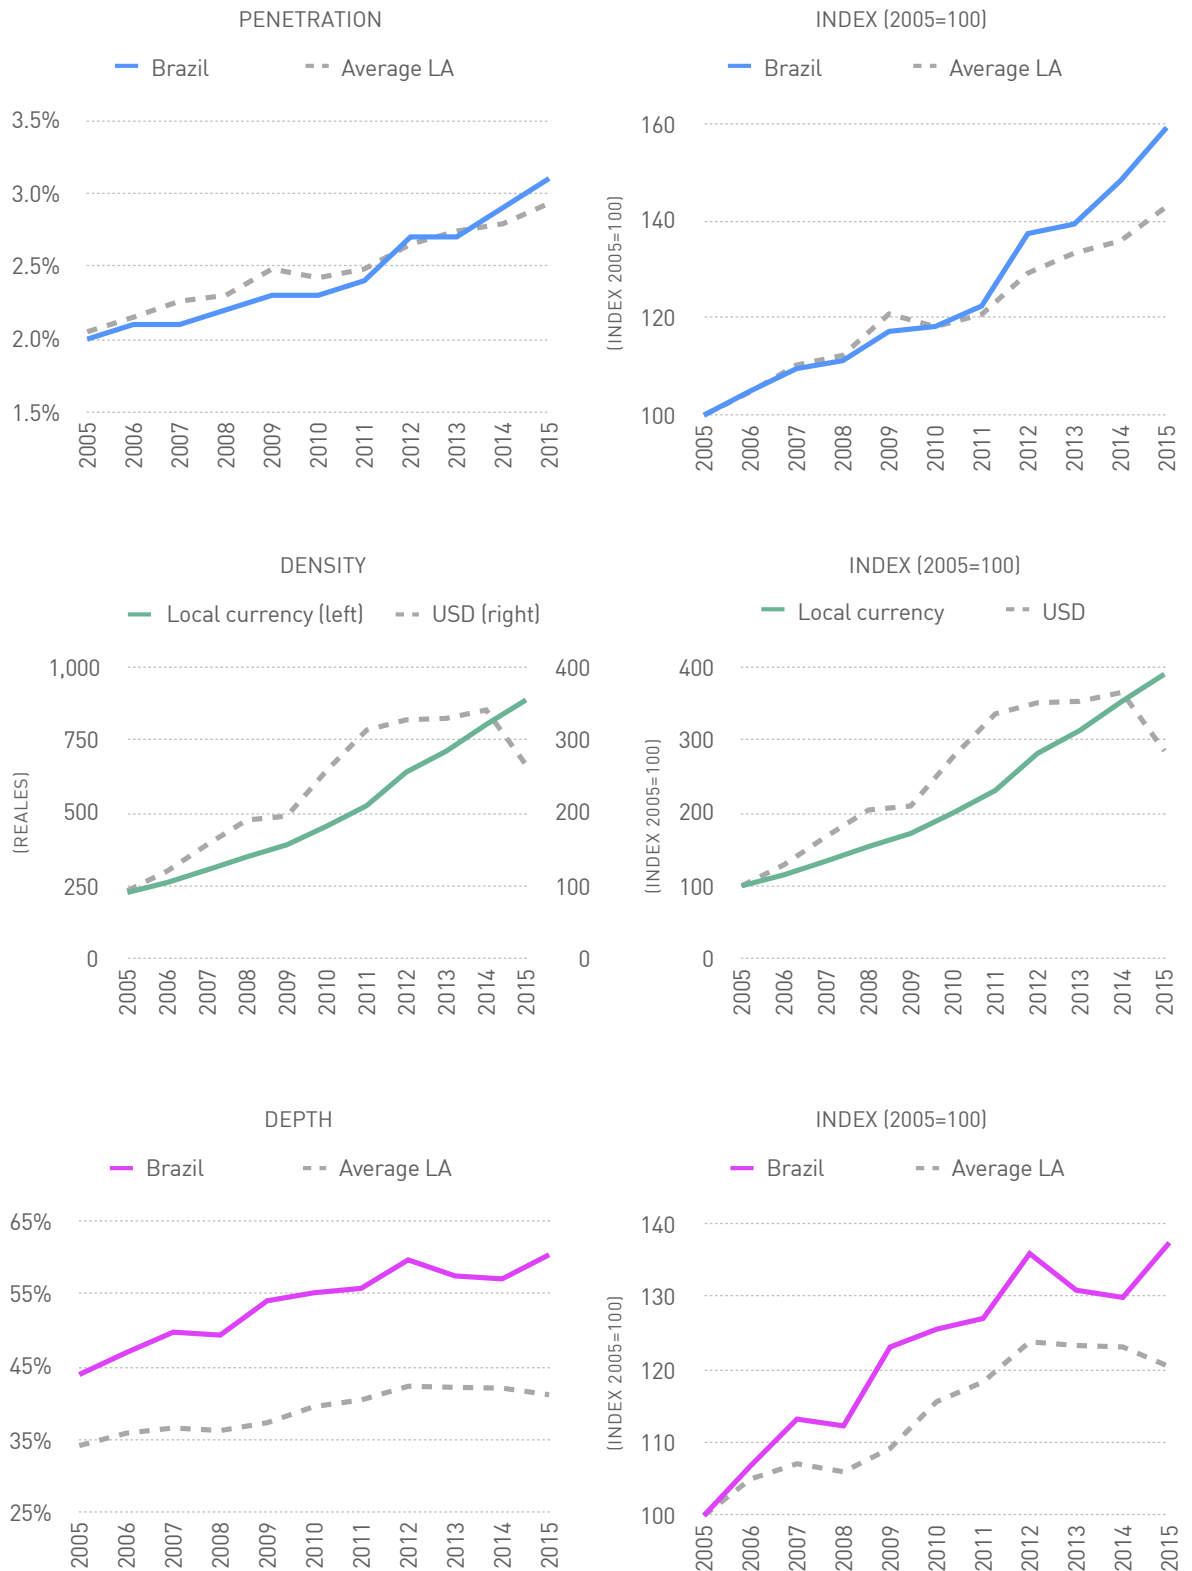 PENETRATION
Brazil Average LA
3.5%
3.0%
2.5%
2.0%
1.5%
2005 2006 2007 2008 2009 2010 2011 2012 2013 2014 2015
INDEX (2005=100)
Brazil Average LA
(INDEX 2005=100)
160
140
120
100
2005 2006 2007 2008 2009 2010 2011 2012 2013 2014 2015
DENSITY
Local currency (left) USD (right)
(REALES)
1,000 400
750 300
500 200
250 100
0 0
2005 2006 2007 2008 2009 2010 2011 2012 2013 2014 2015
INDEX (2005=100)
Local currency USD
(INDEX 2005=100)
400
300
200
100
0
2005 2006 2007 2008 2009 2010 2011 2012 2013 2014 2015
DEPTH
Brazil Average LA
65%
55%
45%
35%
25%
2005 2006 2007 2008 2009 2010 2011 2012 2013 2014 2015
INDEX (2005=100)
Brazil Average LA
(INDEX 2005=100)
140
130
120
110
100
2005 2006 2007 2008 2009 2010 2011 2012 2013 2014 2015